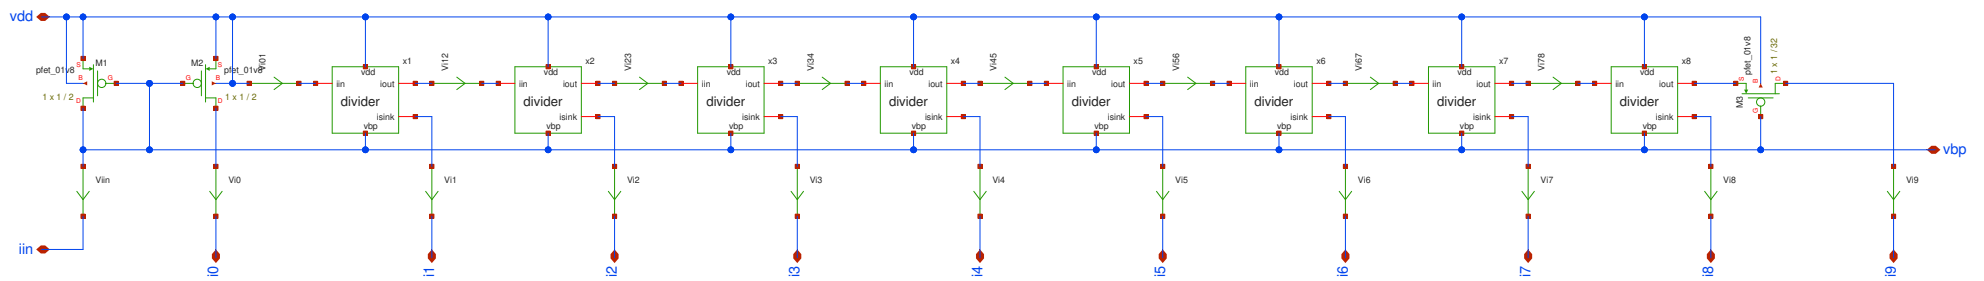 vdd
M1
pfet_01v8
S
B
D
G
1 x 1 / 2
M2
pfet_01v8
G
S
B
D
1 x 1 / 2
Vi01
x1
vdd
iin
iout
divider
isink
vbp
Vi12
x2
vdd
iin
iout
divider
isink
vbp
Vi23
x3
vdd
iin
iout
divider
isink
vbp
Vi34
x4
vdd
iin
iout
divider
isink
vbp
Vi45
x5
vdd
iin
iout
divider
isink
vbp
Vi56
x6
vdd
iin
iout
divider
isink
vbp
Vi67
x7
vdd
iin
iout
divider
isink
vbp
Vi78
x8
vdd
iin
iout
divider
isink
vbp
pfet_01v8
1 x 1 / 32
S
B
D
G
M3
vbp
Viin
Vi0
Vi1
Vi2
Vi3
Vi4
Vi5
Vi6
Vi7
Vi8
Vi9
iin
i0
i1
i2
i3
i4
i5
i6
i7
i8
i9